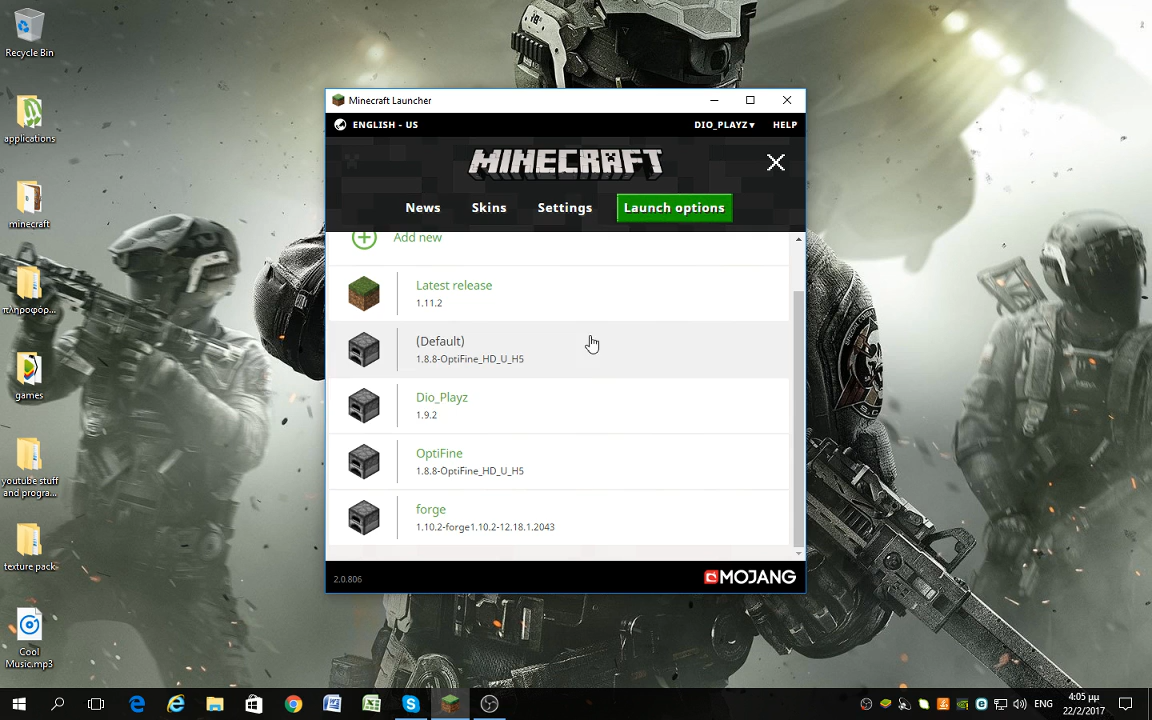 Recycle Bin
applications
minecraft
πληροφόρ...
games
youtube stuff
and progra...
texture pack
Cool
Music.mp3
Minecraft Launcher
ENGLISH - US
DIO_PLAYZ
HELP
MINECRAFT
News
Skins
Settings
Launch options
Add new
Latest release
1.11.2
(Default)
1.8.8-OptiFine_HD_U_H5
Dio_Playz
1.9.2
OptiFine
1.8.8-OptiFine_HD_U_H5
forge
1.10.2-forge1.10.2-12.18.1.2043
2.0.806
MOJANG
ENG
4:05 μμ
22/2/2017